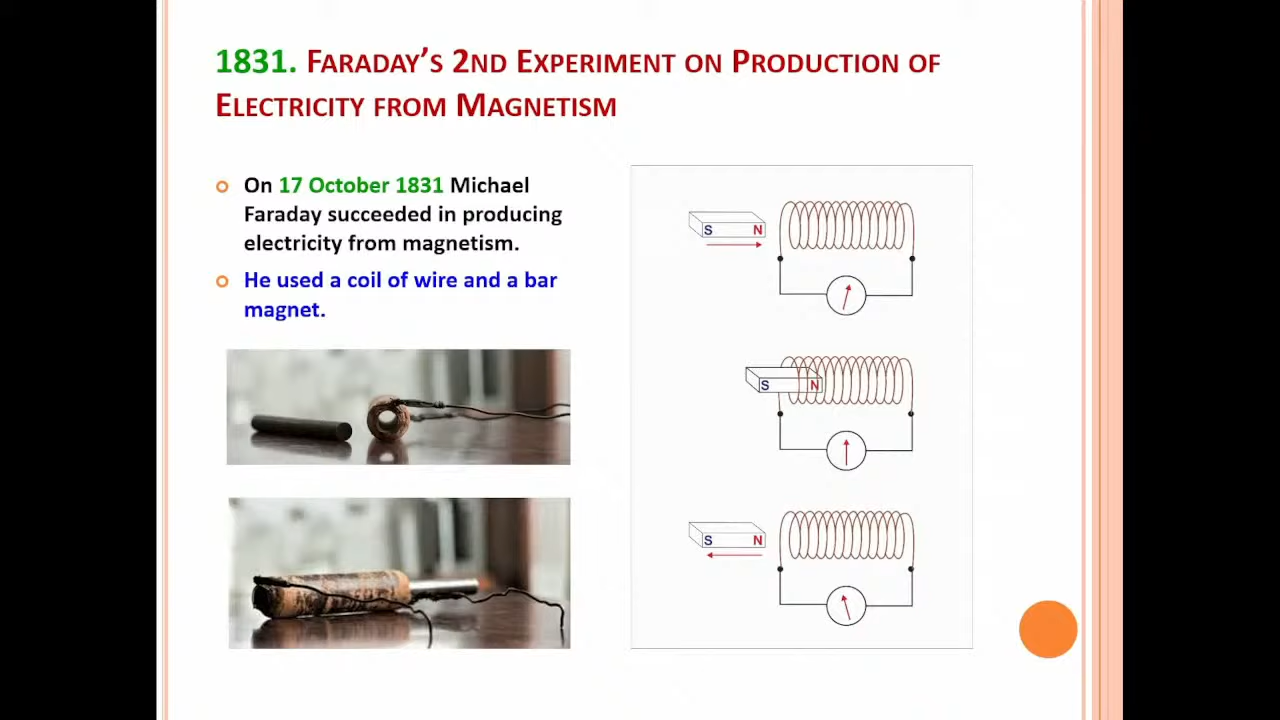 1831. FARADAY'S 2ND EXPERIMENT ON PRODUCTION OF
ELECTRICITY FROM MAGNETISM
On 17 October 1831 Michael
Faraday succeeded in producing
electricity from magnetism.
He used a coil of wire and a bar
magnet.
S N
S N
S N